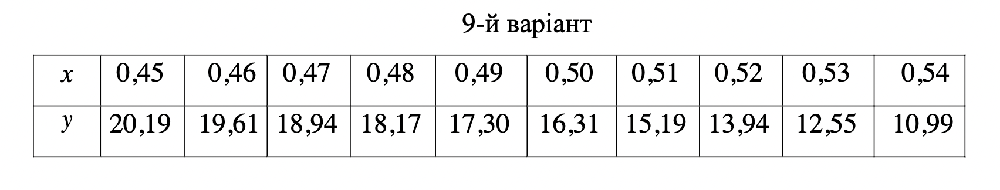 9-й варіант
x 0,45 0,46 0,47 0,48 0,49 0,50 0,51 0,52 0,53 0,54
y 20,19 19,61 18,94 18,17 17,30 16,31 15,19 13,94 12,55 10,99